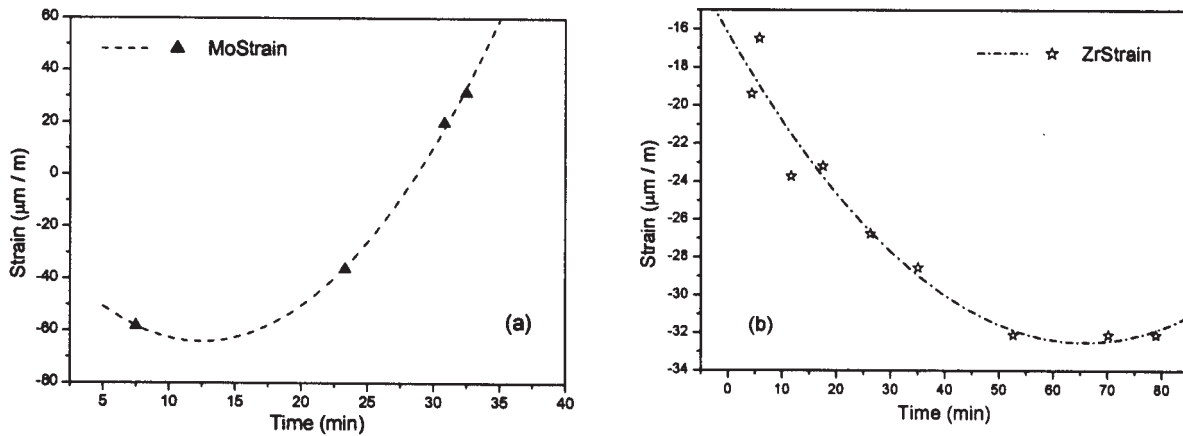 60
40
20
0
-20
-40
-60
-80
Strain (μm / m)
MoStrain
(a)
5 10 15 20 25 30 35 40
Time (min)
-16
-18
-20
-22
-24
-26
-28
-30
-32
-34
Strain (μm / m)
ZrStrain
(b)
0 10 20 30 40 50 60 70 80
Time (min)